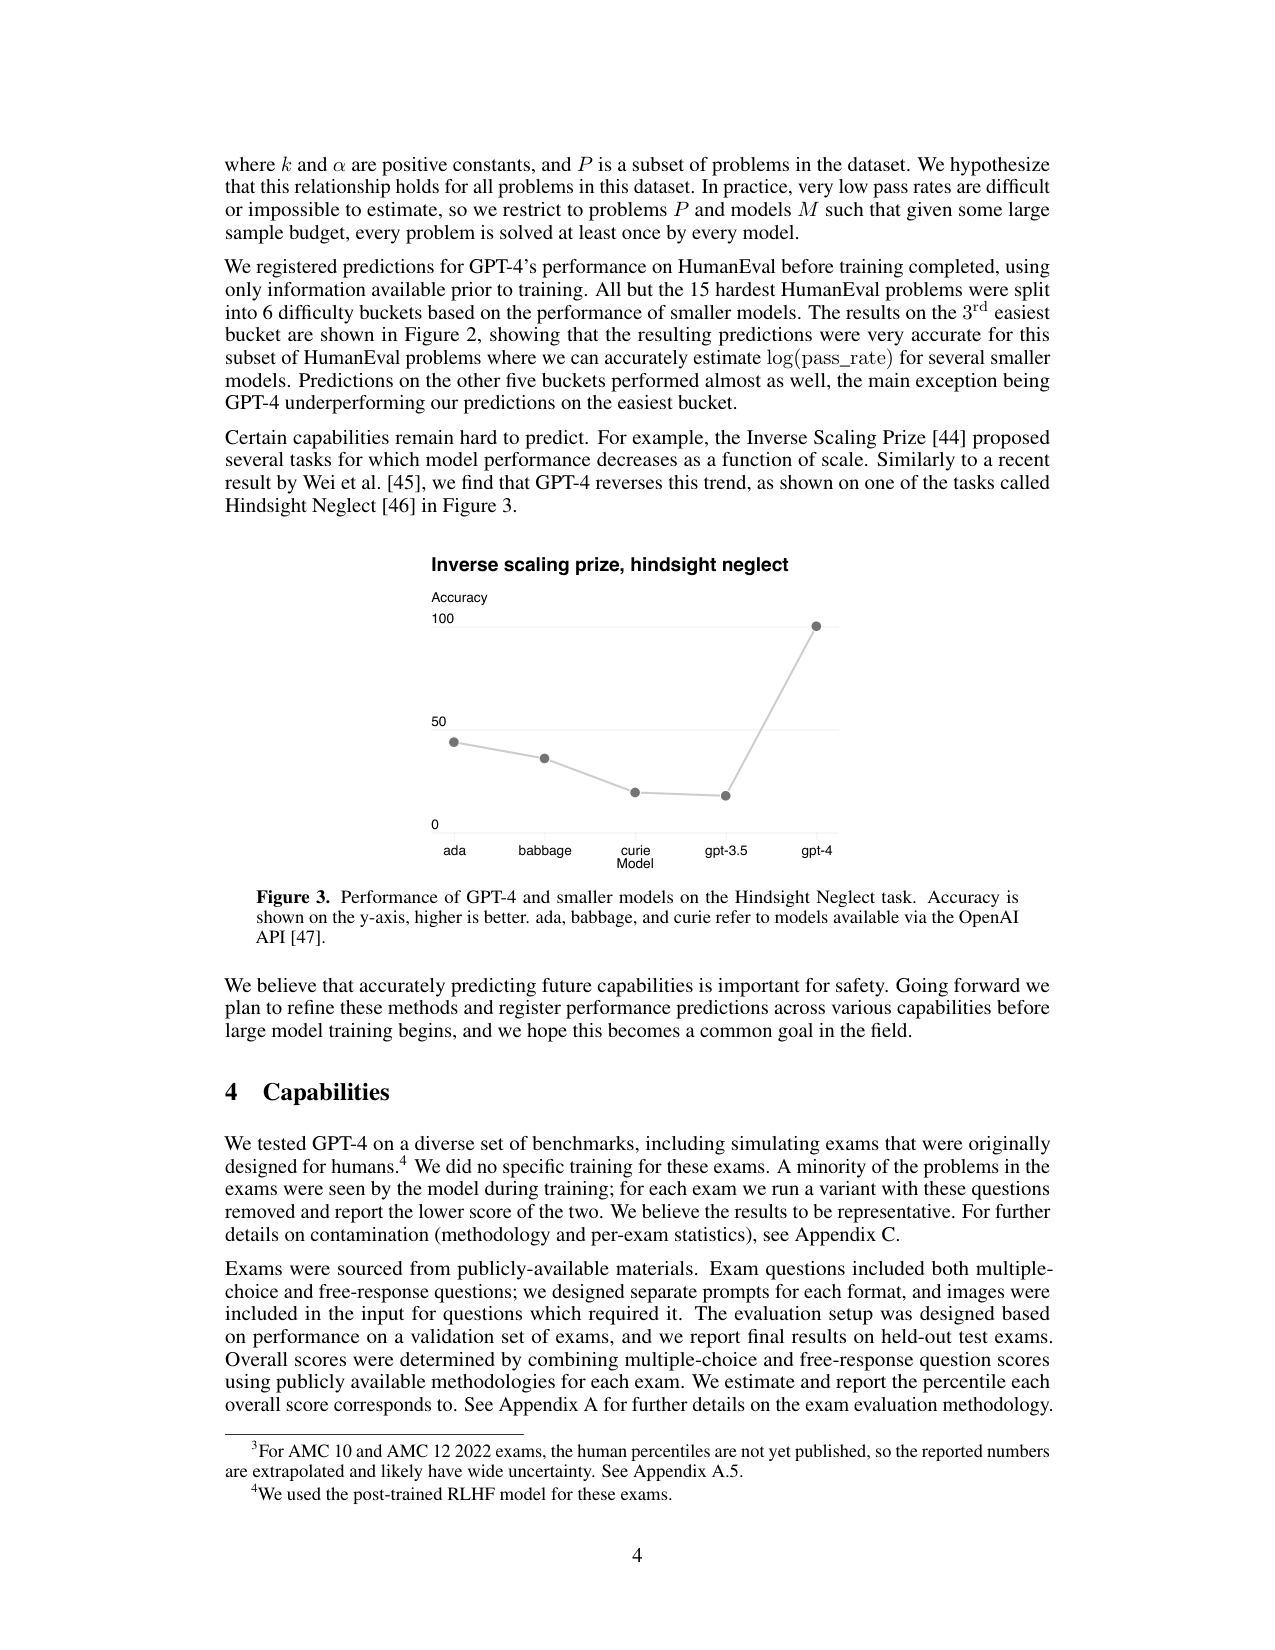 where k and α are positive constants, and P is a subset of problems in the dataset. We hypothesize
that this relationship holds for all problems in this dataset. In practice, very low pass rates are difficult
or impossible to estimate, so we restrict to problems P and models M such that given some large
sample budget, every problem is solved at least once by every model.
We registered predictions for GPT-4's performance on HumanEval before training completed, using
only information available prior to training. All but the 15 hardest HumanEval problems were split
into 6 difficulty buckets based on the performance of smaller models. The results on the 3rd easiest
bucket are shown in Figure 2, showing that the resulting predictions were very accurate for this
subset of HumanEval problems where we can accurately estimate log(pass_rate) for several smaller
models. Predictions on the other five buckets performed almost as well, the main exception being
GPT-4 underperforming our predictions on the easiest bucket.
Certain capabilities remain hard to predict. For example, the Inverse Scaling Prize [44] proposed
several tasks for which model performance decreases as a function of scale. Similarly to a recent
result by Wei et al. [45], we find that GPT-4 reverses this trend, as shown on one of the tasks called
Hindsight Neglect [46] in Figure 3.
Inverse scaling prize, hindsight neglect
Accuracy
100
50
0
ada babbage curie gpt-3.5 gpt-4
Model
Figure 3. Performance of GPT-4 and smaller models on the Hindsight Neglect task. Accuracy is
shown on the y-axis, higher is better. ada, babbage, and curie refer to models available via the OpenAI
API [47].
We believe that accurately predicting future capabilities is important for safety. Going forward we
plan to refine these methods and register performance predictions across various capabilities before
large model training begins, and we hope this becomes a common goal in the field.
4 Capabilities
We tested GPT-4 on a diverse set of benchmarks, including simulating exams that were originally
designed for humans.4 We did no specific training for these exams. A minority of the problems in the
exams were seen by the model during training; for each exam we run a variant with these questions
removed and report the lower score of the two. We believe the results to be representative. For further
details on contamination (methodology and per-exam statistics), see Appendix C.
Exams were sourced from publicly-available materials. Exam questions included both multiple-
choice and free-response questions; we designed separate prompts for each format, and images were
included in the input for questions which required it. The evaluation setup was designed based
on performance on a validation set of exams, and we report final results on held-out test exams.
Overall scores were determined by combining multiple-choice and free-response question scores
using publicly available methodologies for each exam. We estimate and report the percentile each
overall score corresponds to. See Appendix A for further details on the exam evaluation methodology.
3For AMC 10 and AMC 12 2022 exams, the human percentiles are not yet published, so the reported numbers
are extrapolated and likely have wide uncertainty. See Appendix A.5.
4We used the post-trained RLHF model for these exams.
4